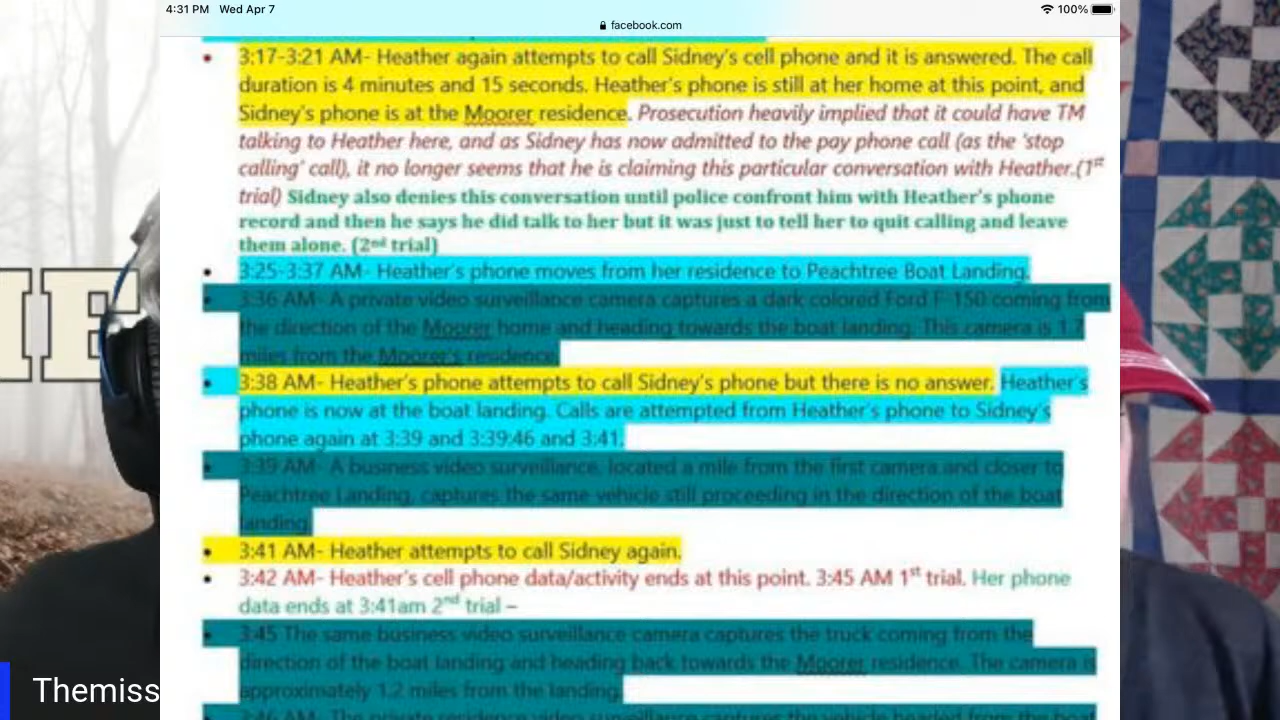 4:31 PM Wed Apr 7
100%
facebook.com
3:17-3:21 AM- Heather again attempts to call Sidney's cell phone and it is answered. The call
duration is 4 minutes and 15 seconds. Heather's phone is still at her home at this point, and
Sidney's phone is at the Moorer residence. Prosecution heavily implied that it could have TM
talking to Heather here, and as Sidney has now admitted to the pay phone call (as the 'stop
calling' call), it no longer seems that he is claiming this particular conversation with Heather.(1st
trial) Sidney also denies this conversation until police confront him with Heather's phone
record and then he says he did talk to her but it was just to tell her to quit calling and leave
them alone. (2nd trial)
3:25-3:37 AM- Heather's phone moves from her residence to Peachtree Boat Landing.
3:36 AM- A private video surveillance camera captures a dark colored Ford F-150 coming from
the direction of the Moorer home and heading towards the boat landing. This camera is 1.7
miles from the Moorer's residence.
3:38 AM- Heather's phone attempts to call Sidney's phone but there is no answer. Heather's
phone is now at the boat landing. Calls are attempted from Heather's phone to Sidney's
phone again at 3:39 and 3:39:46 and 3:41.
3:39 AM- A business video surveillance, located a mile from the first camera and closer to
Peachtree Landing, captures the same vehicle still proceeding in the direction of the boat
landing.
3:41 AM- Heather attempts to call Sidney again.
3:42 AM- Heather's cell phone data/activity ends at this point. 3:45 AM 1st trial. Her phone
data ends at 3:41am 2nd trial –
3:45 The same business video surveillance camera captures the truck coming from the
direction of the boat landing and heading back towards the Moorer residence. The camera is
approximately 1.2 miles from the landing.
3:46 AM- The private residence video surveillance captures the vehicle headed from the boat
Themiss